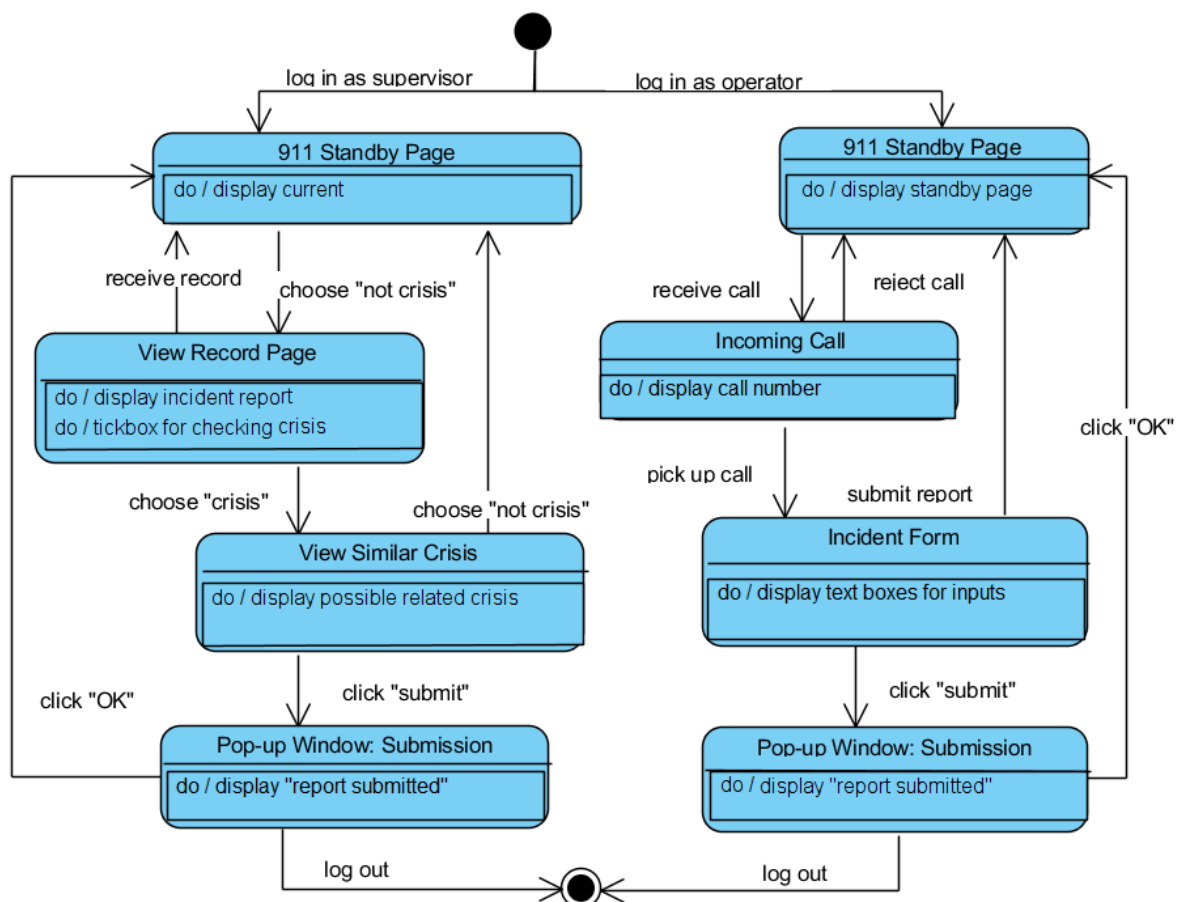 log in as supervisor
log in as operator
911 Standby Page
do / display current
911 Standby Page
do / display standby page
receive record
choose "not crisis"
receive call
reject call
View Record Page
do / display incident report
do / tickbox for checking crisis
Incoming Call
do / display call number
click "OK"
choose "crisis"
choose "not crisis"
pick up call
submit report
View Similar Crisis
do / display possible related crisis
Incident Form
do / display text boxes for inputs
click "OK"
click "submit"
click "submit"
Pop-up Window: Submission
do / display "report submitted"
Pop-up Window: Submission
do / display "report submitted"
log out
log out